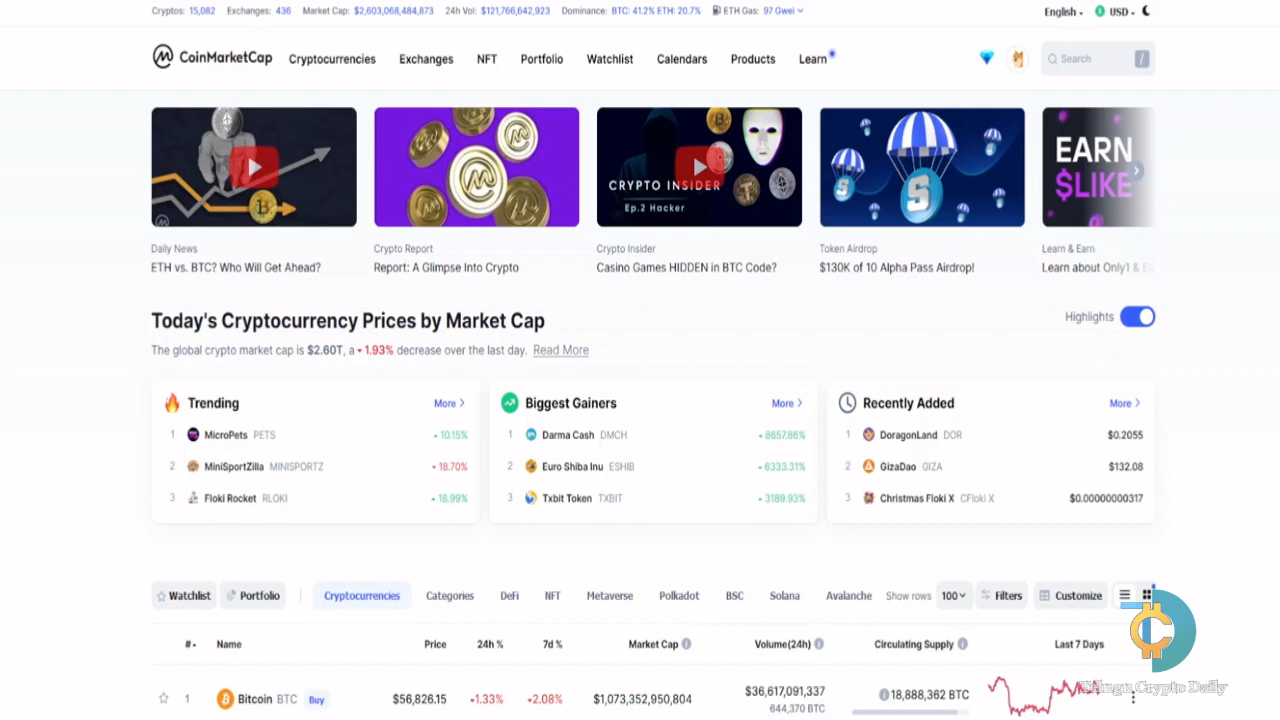 Cryptos: 15,082 Exchanges: 436 Market Cap: $2,603,068,484,873 24h Vol: $121,766,642,923 Dominance: BTC: 41.2% ETH: 20.7% ETH Gas: 97 Gwei English USD
CoinMarketCap Cryptocurrencies Exchanges NFT Portfolio Watchlist Calendars Products Learn Search /
CRYPTO INSIDER
Ep.2 Hacker
EARN
$LIKE
Daily News Crypto Report Crypto Insider Token Airdrop Learn & Earn
ETH vs. BTC? Who Will Get Ahead? Report: A Glimpse Into Crypto Casino Games HIDDEN in BTC Code? $130K of 10 Alpha Pass Airdrop! Learn about Only1 &
Today's Cryptocurrency Prices by Market Cap Highlights
The global crypto market cap is $2.60T, a 1.93% decrease over the last day. Read More
Trending More Biggest Gainers More Recently Added More
1 MicroPets PETS 10.15% 1 Darma Cash DMCH 8657.86% 1 DoragonLand DOR $0.2055
2 MiniSportZilla MINISPORTZ 18.70% 2 Euro Shiba Inu ESHIB 6333.31% 2 GizaDao GIZA $132.08
3 Floki Rocket RLOKI 18.99% 3 Txbit Token TXBIT 3189.93% 3 Christmas Floki X CFloki X $0.00000000317
Watchlist Portfolio Cryptocurrencies Categories DeFi NFT Metaverse Polkadot BSC Solana Avalanche Show rows 100 Filters Customize
# Name Price 24h % 7d % Market Cap Volume(24h) Circulating Supply Last 7 Days
1 Bitcoin BTC Buy $56,826.15 1.33% 2.08% $1,073,352,950,804 $36,617,091,337 18,888,362 BTC
644,370 BTC
Telugu Crypto Daily